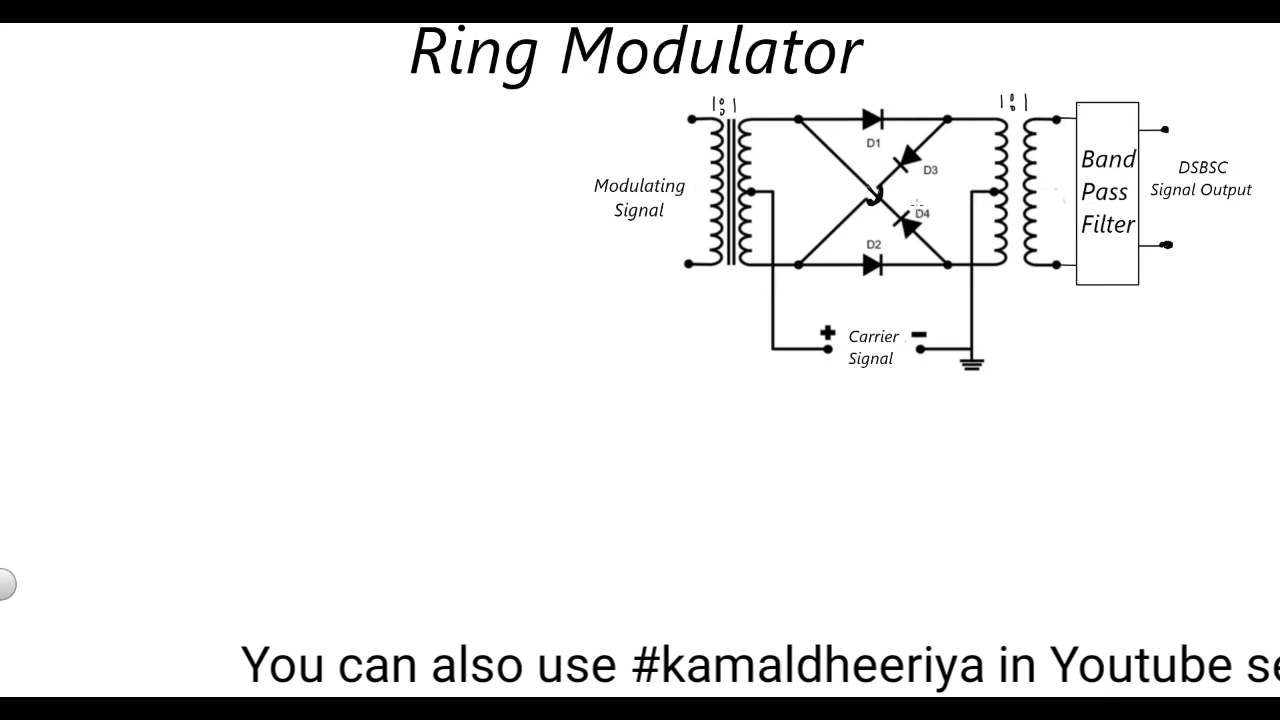 Ring Modulator
1:1
1:1
D1
D3
D4
D2
Modulating
Signal
Band
Pass
Filter
DSBSC
Signal Output
+
Carrier
Signal
-
You can also use #kamaldheeriya in Youtube se